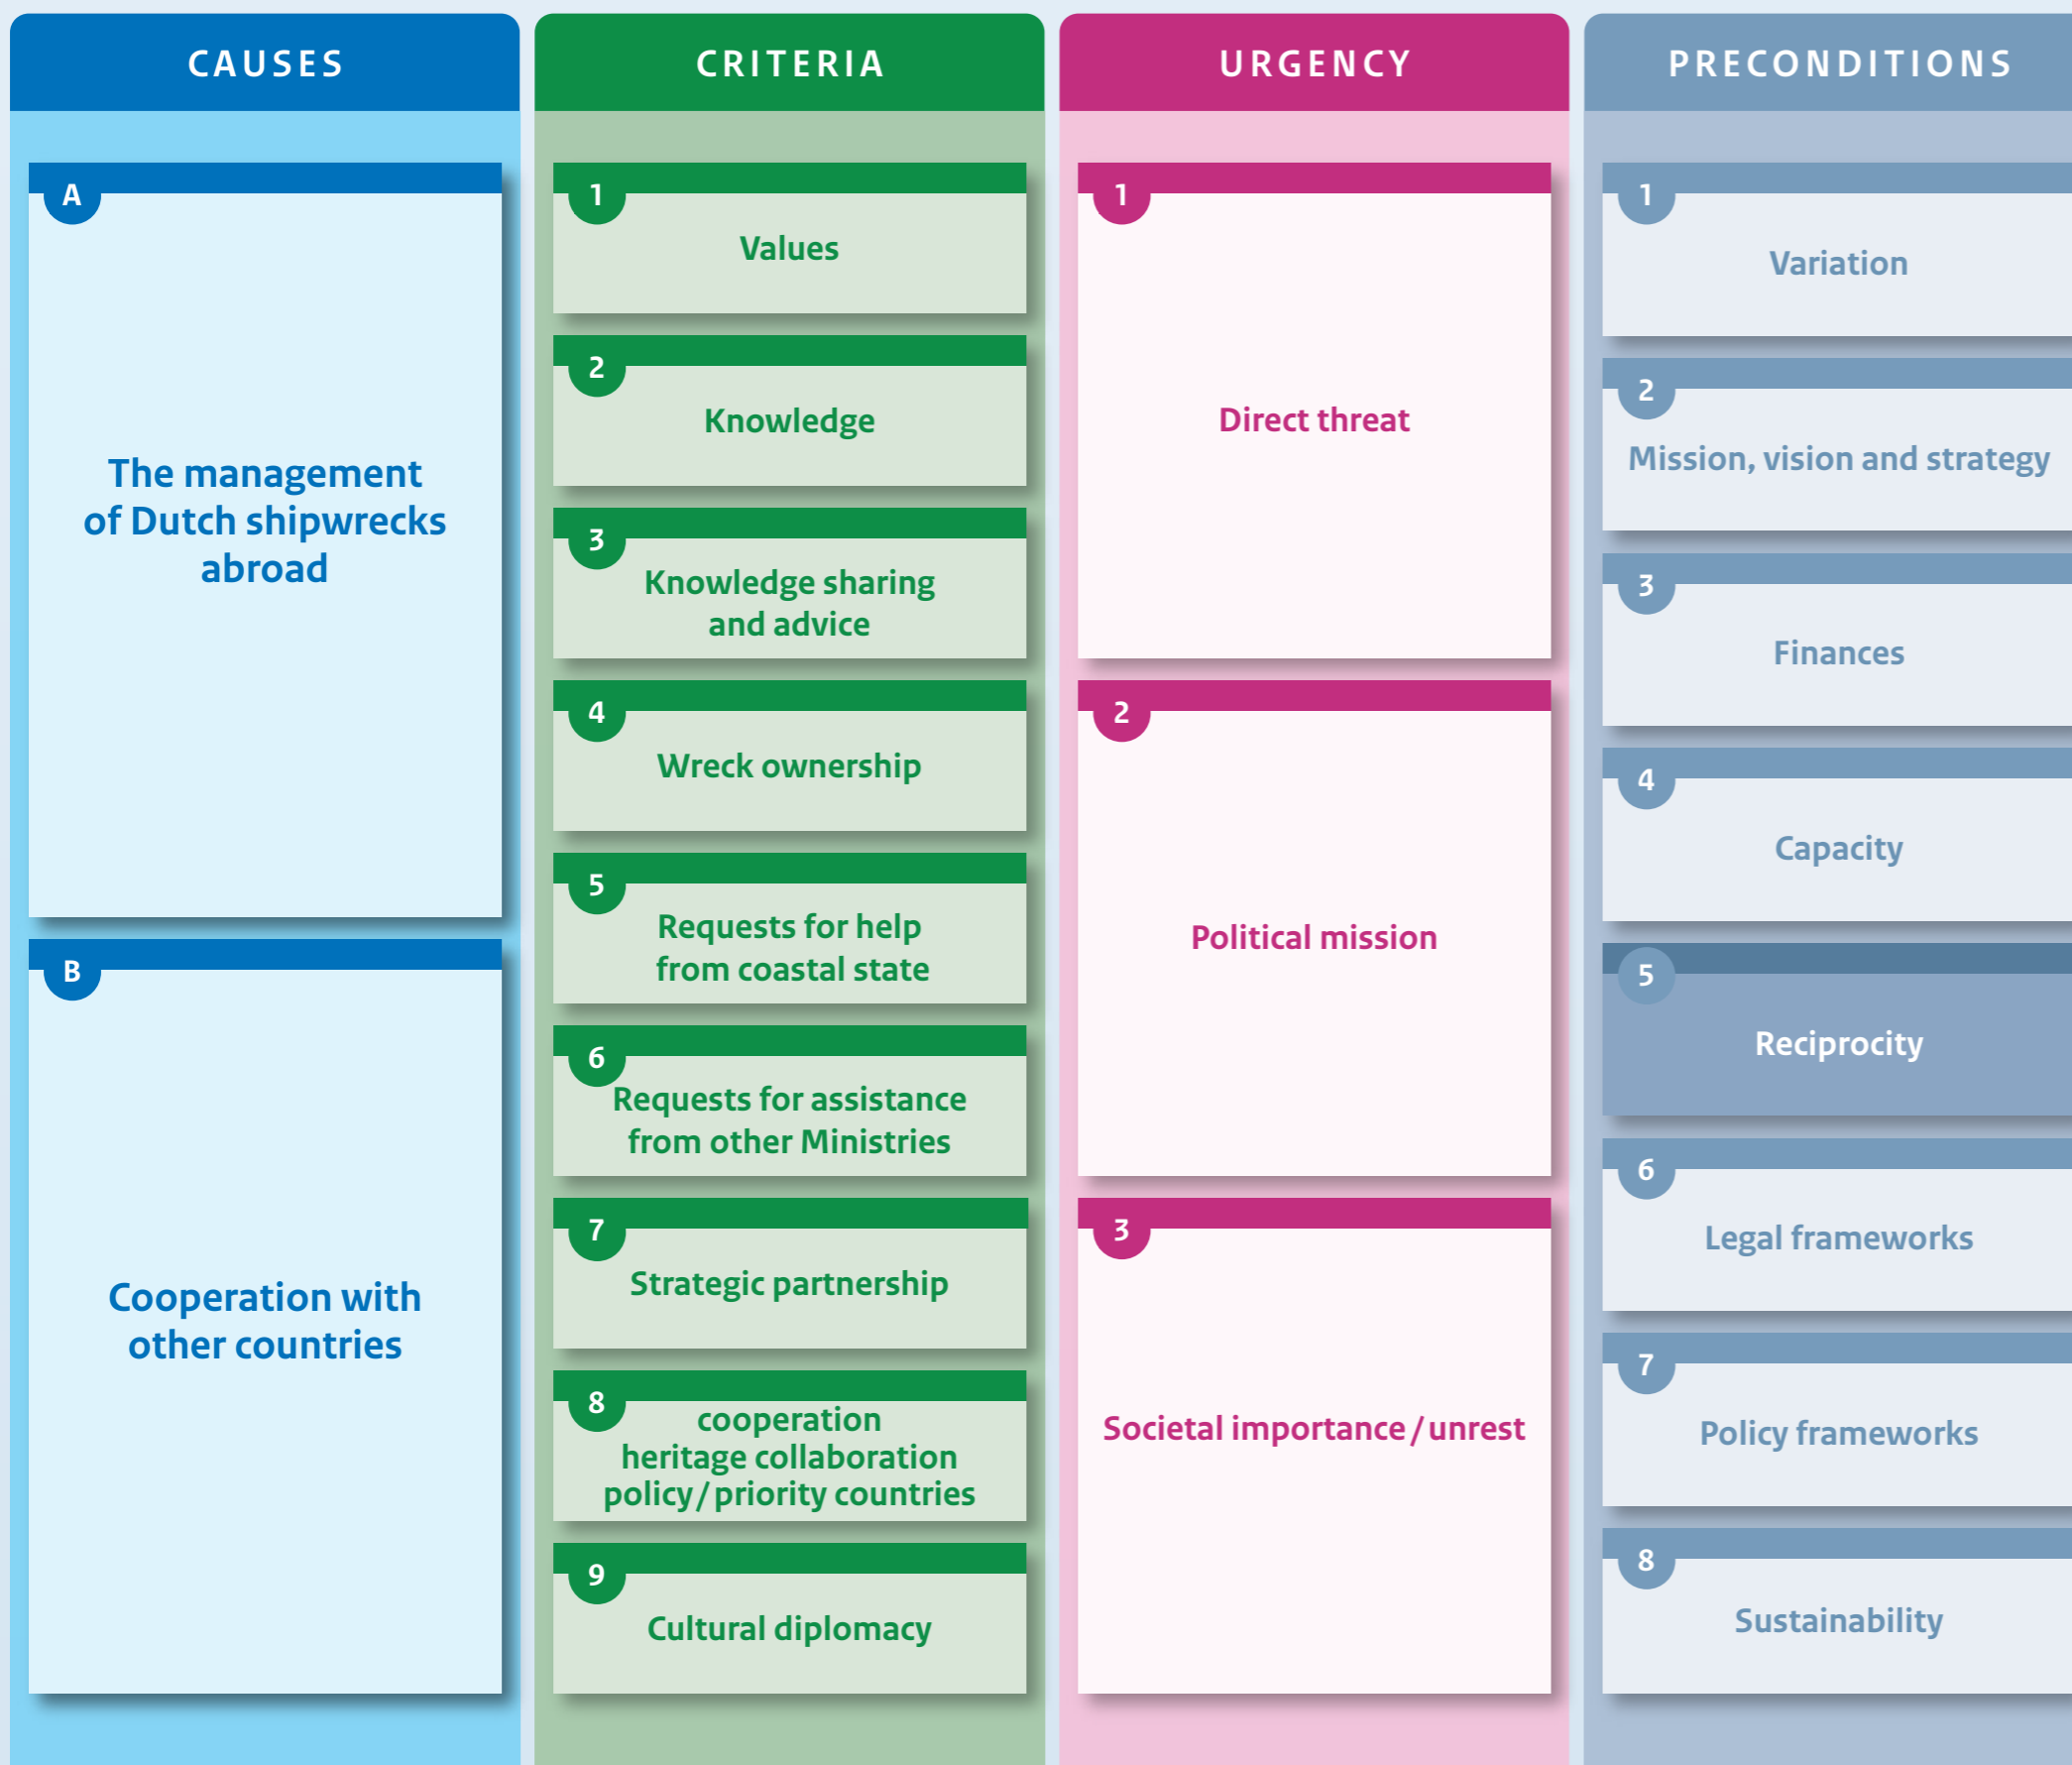 CAUSES
A
The management
of Dutch shipwrecks
abroad
B
Cooperation with
other countries
CRITERIA
1
Values
2
Knowledge
3
Knowledge sharing
and advice
4
Wreck ownership
5
Requests for help
from coastal state
6
Requests for assistance
from other Ministries
7
Strategic partnership
8
cooperation
heritage collaboration
policy / priority countries
9
Cultural diplomacy
URGENCY
1
Direct threat
2
Political mission
3
Societal importance / unrest
PRECONDITIONS
1
Variation
2
Mission, vision and strategy
3
Finances
4
Capacity
5
Reciprocity
6
Legal frameworks
7
Policy frameworks
8
Sustainability